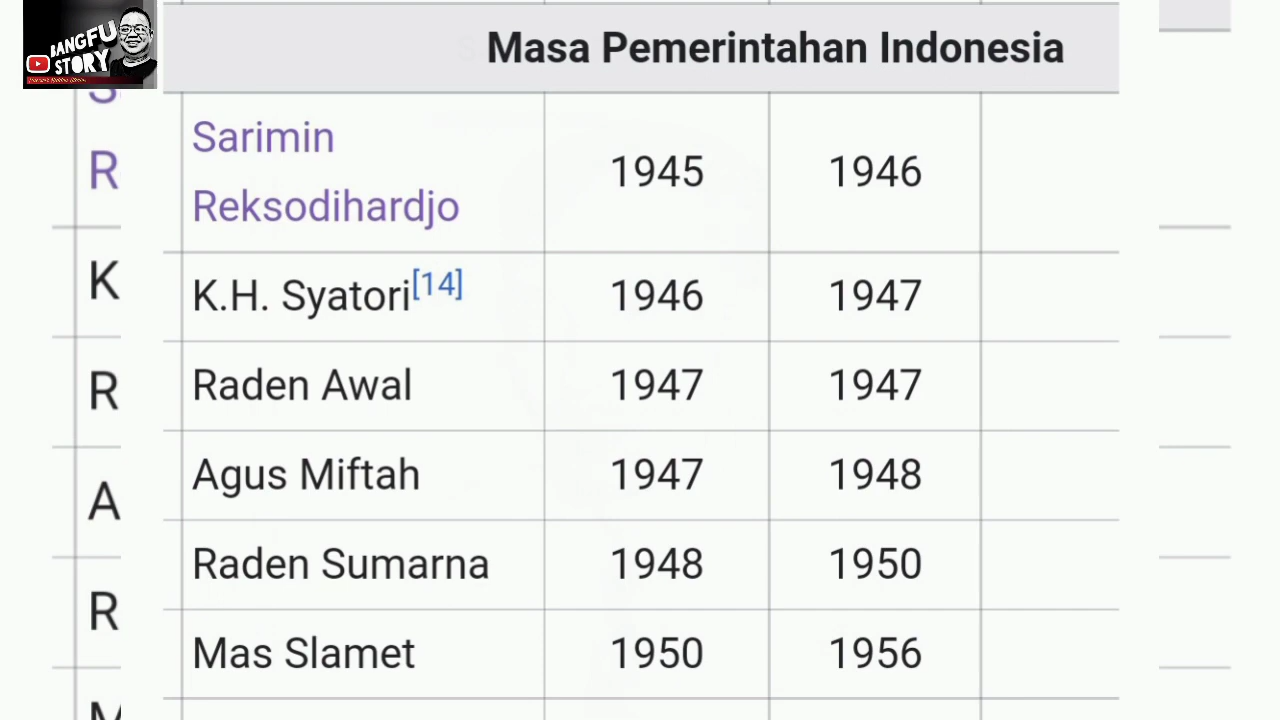 BANGFU
STORY
Masa Pemerintahan Indonesia
Sarimin
Reksodihardjo
1945
1946
K.H. Syatori[14]
1946
1947
Raden Awal
1947
1947
Agus Miftah
1947
1948
Raden Sumarna
1948
1950
Mas Slamet
1950
1956
R
K
R
A
R